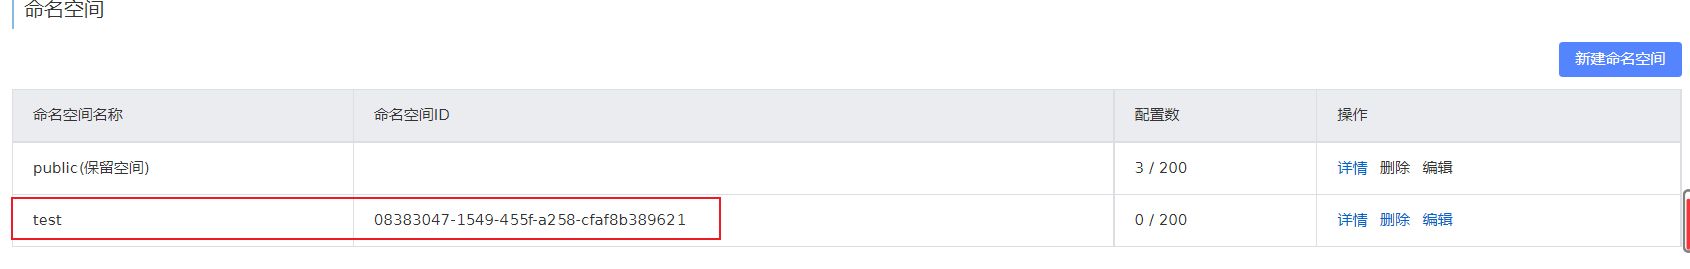 命名空间
新建命名空间
命名空间名称 命名空间ID 配置数 操作
public(保留空间) 3 / 200 详情 删除 编辑
test 08383047-1549-455f-a258-cfaf8b389621 0 / 200 详情 删除 编辑